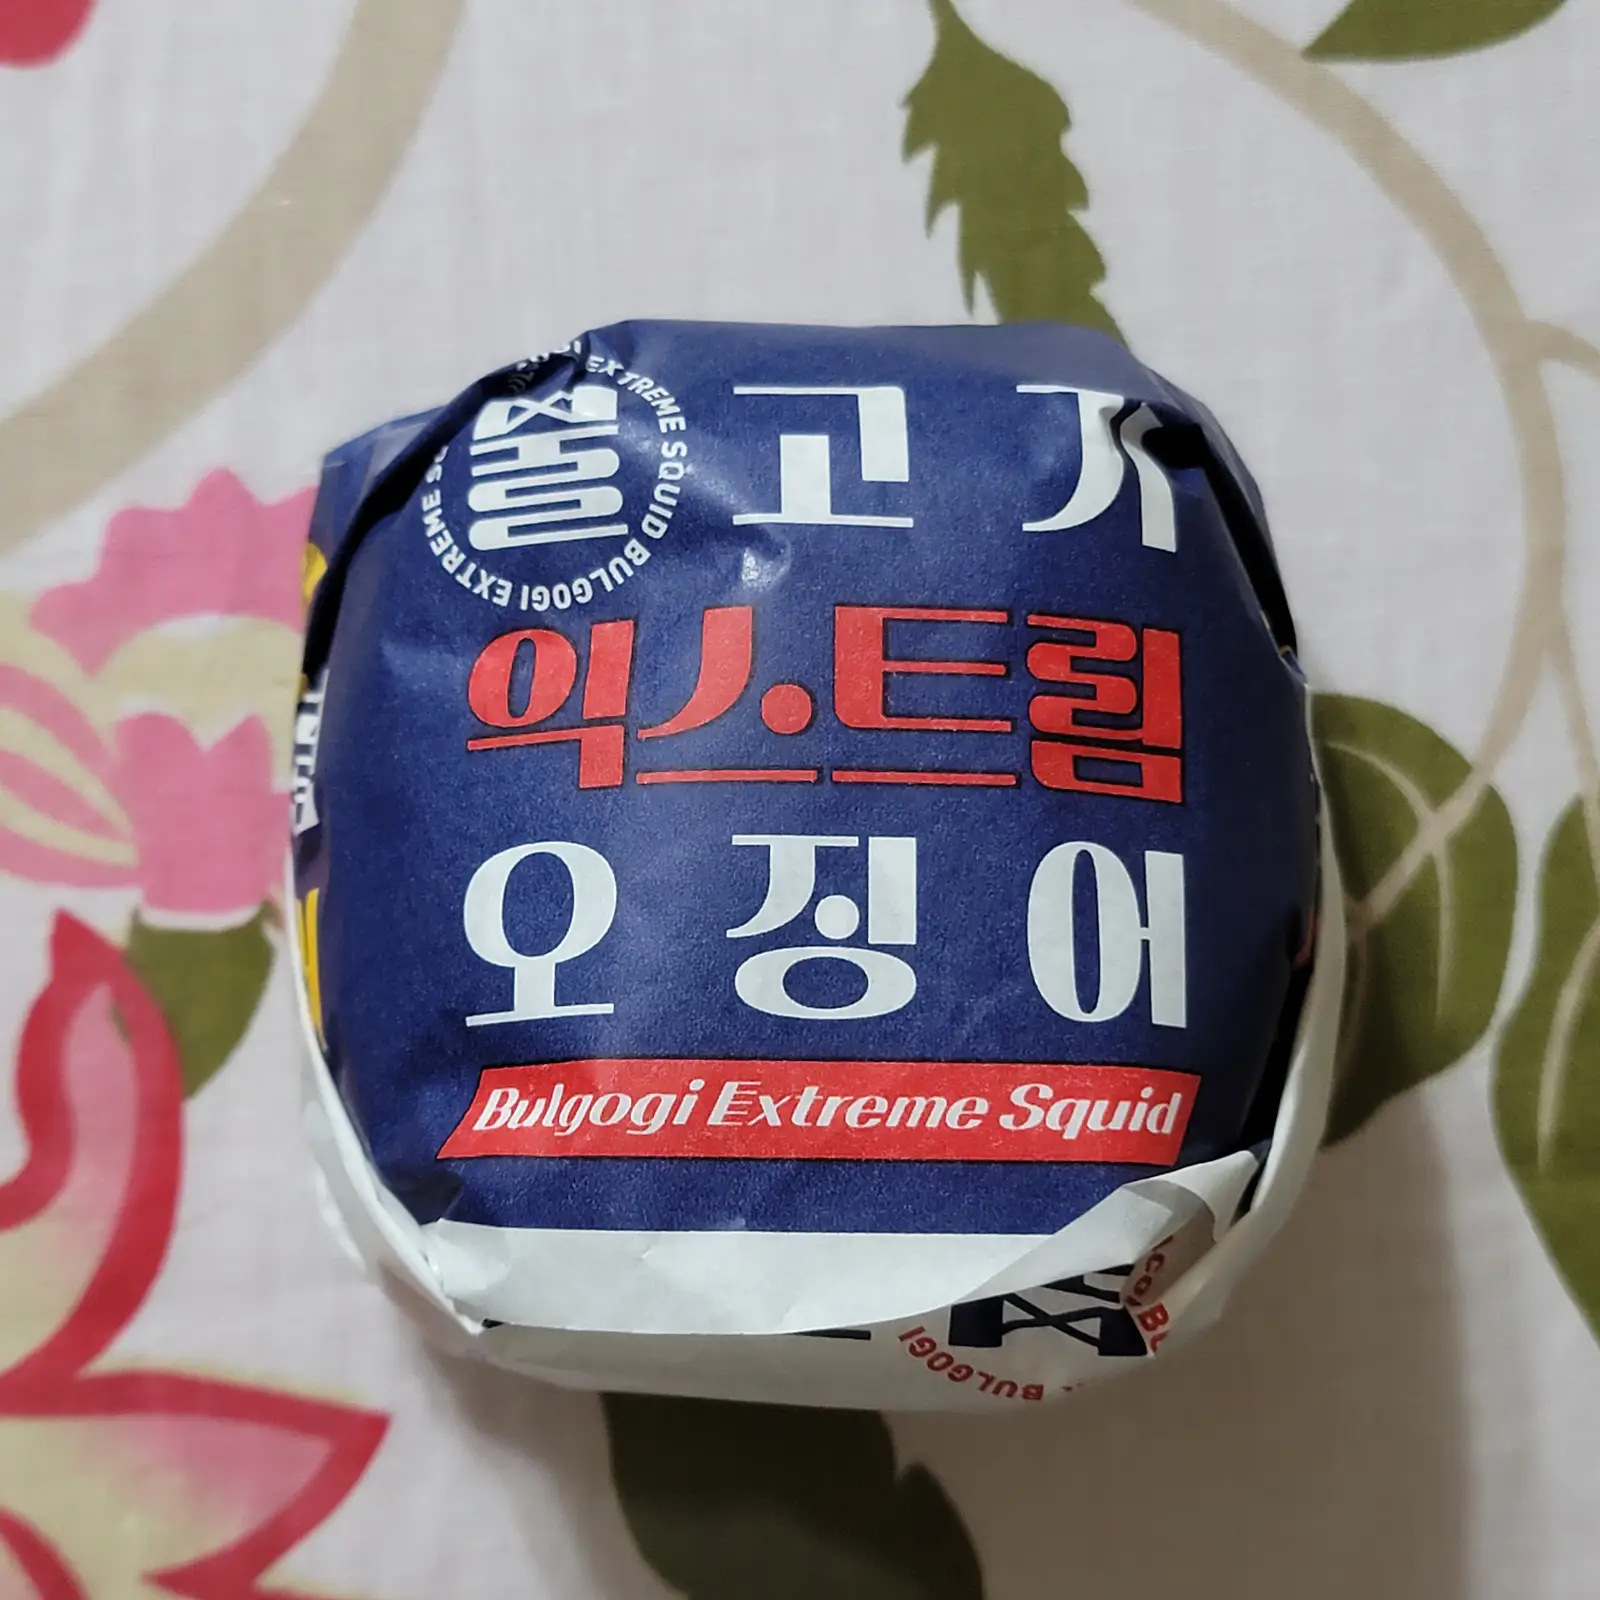 불고기
익스트림
오징어
Bulgogi Extreme Squid
EXTREME SQUID BULGOGI EXTREME
BULGOGI